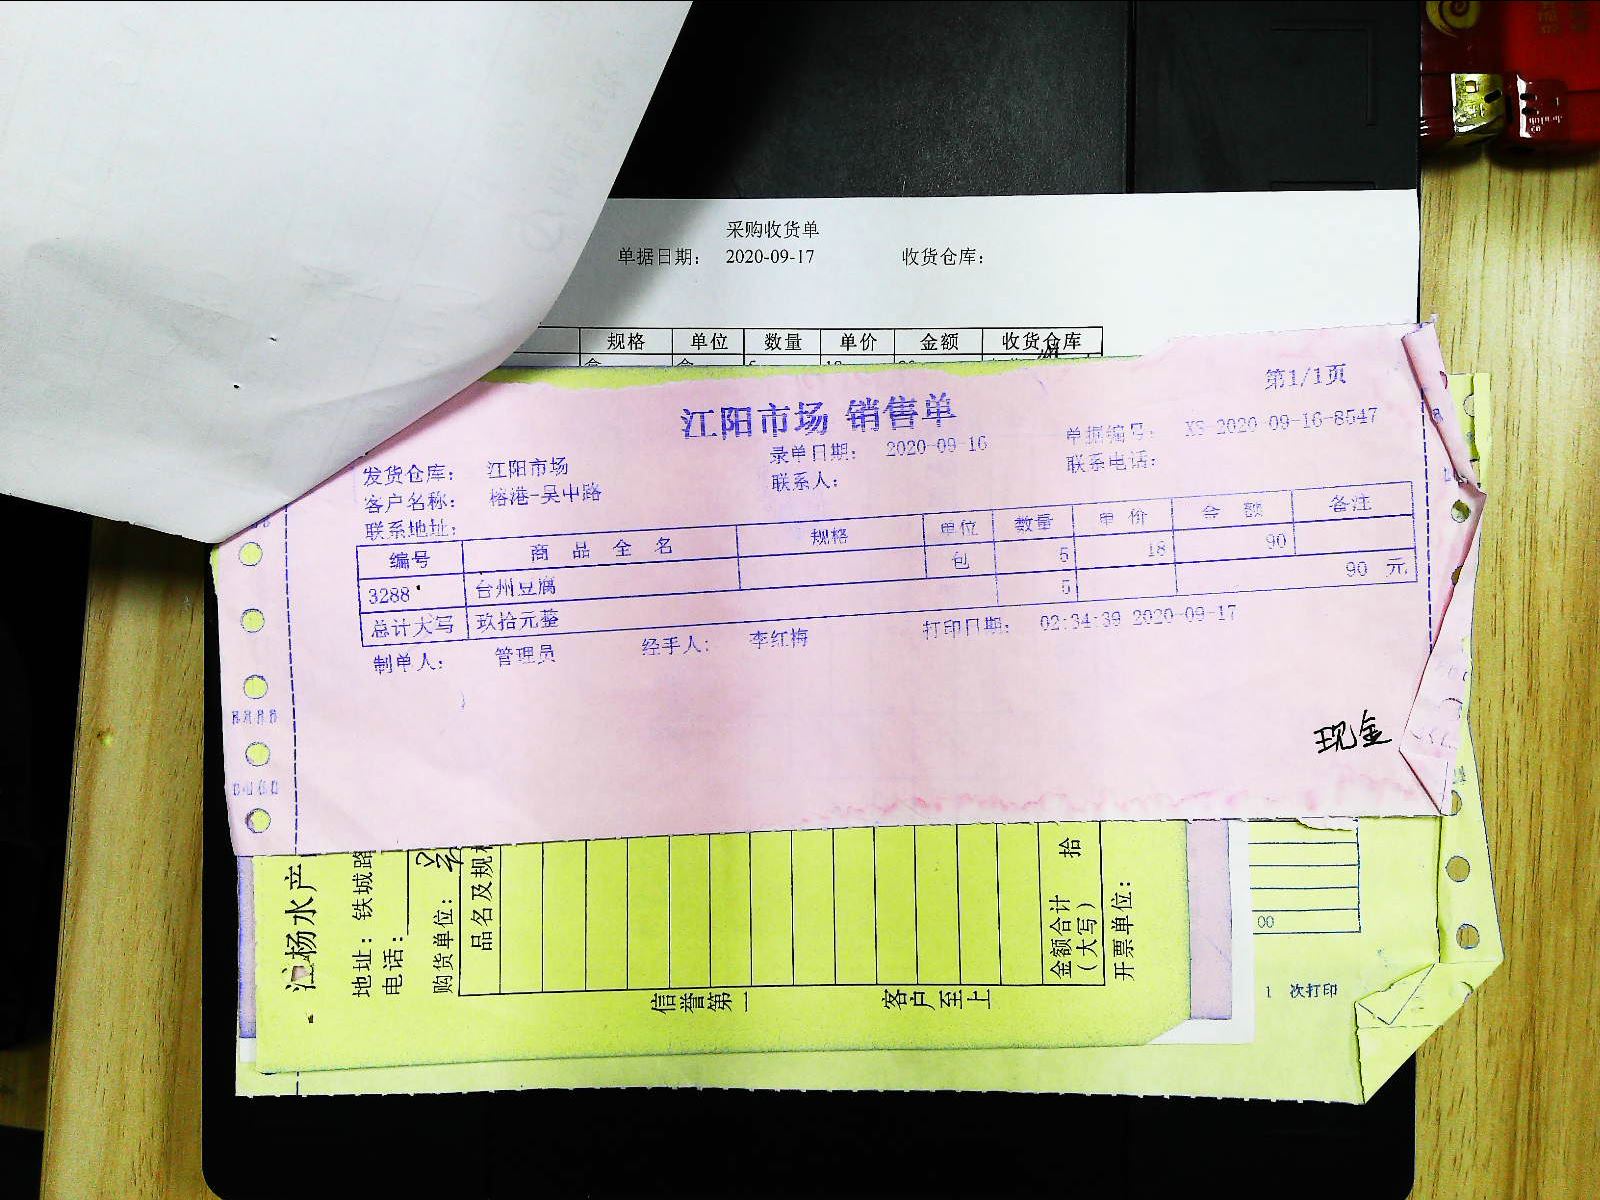 采购收货单
单据日期： 2020-09-17 收货仓库：
规格 单位 数量 单价 金额 收货仓库
第1/1页
江阳市场 销售单
录单日期： 2020-09-16 单据编号： XS-2020-09-16-8547
发货仓库： 江阳市场 联系人： 联系电话：
客户名称： 榕港-吴中路
联系地址：
编号 商品全名 规格 单位 数量 单价 金额 备注
3288 台州豆腐 包 5 18 90
总计大写 玖拾元整 5 90 元
制单人： 管理员 经手人： 李红梅 打印日期： 02:34:39 2020-09-17
现金
江杨水产
地址：铁城路
电话：
购货单位：
品名及规格
金额合计
（大写）
拾
开票单位：
信誉第一 客户至上
00
1 次打印